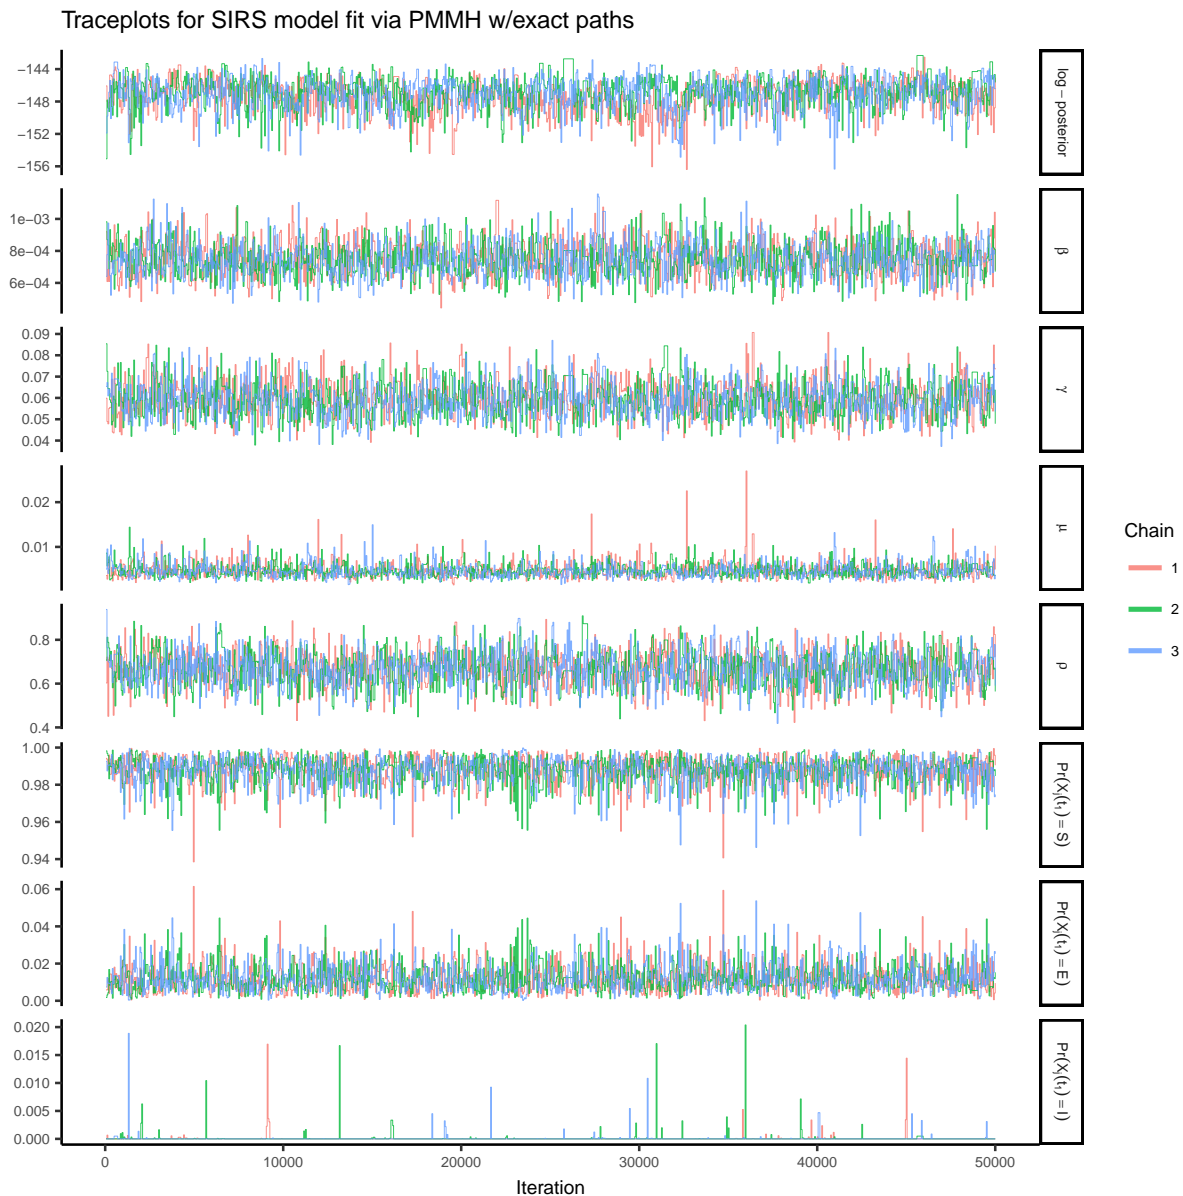 Traceplots for SIRS model fit via PMMH w/exact paths
−144
−148
−152
−156
log − posterior
1e−03
8e−04
6e−04
β
0.09
0.08
0.07
0.06
0.05
0.04
γ
0.02
0.01
μ
0.8
0.6
0.4
ρ
1.00
0.98
0.96
0.94
Pr(Xj(t1) = S)
0.06
0.04
0.02
0.00
Pr(Xj(t1) = E)
0.020
0.015
0.010
0.005
0.000
Pr(Xj(t1) = I)
0 10000 20000 30000 40000 50000
Iteration
Chain
1
2
3